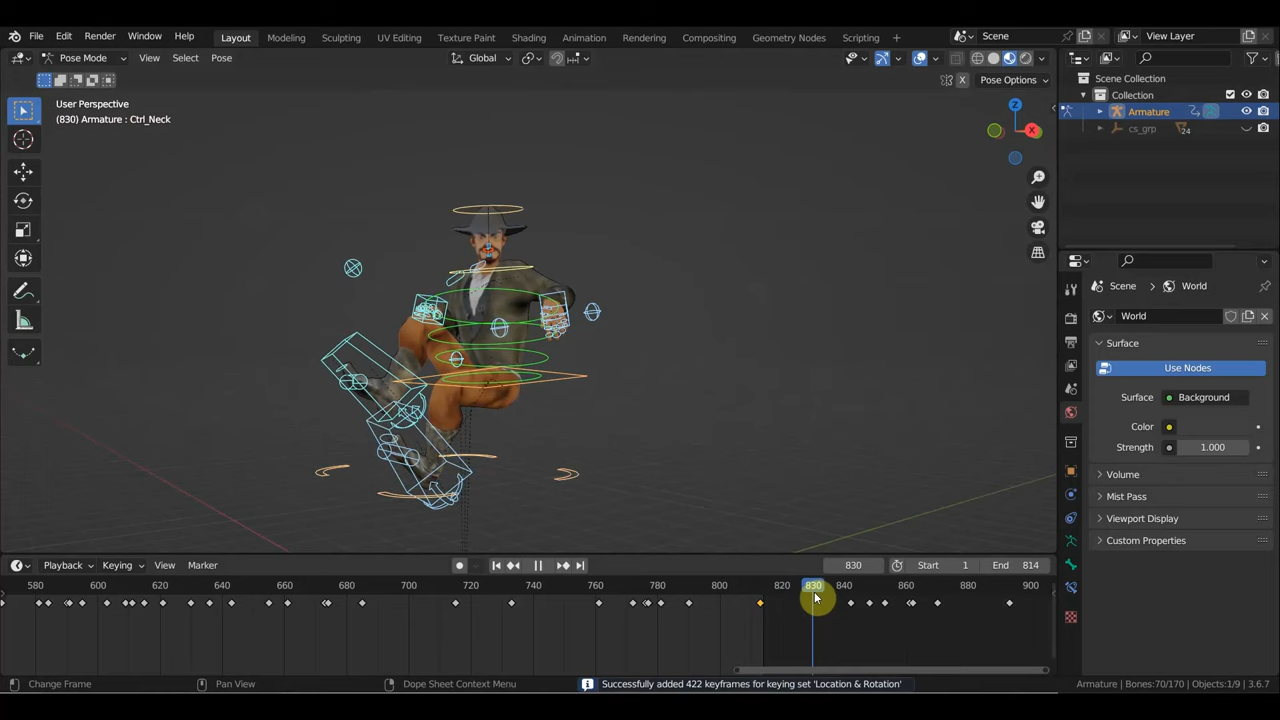 File Edit Render Window Help Layout Modeling Sculpting UV Editing Texture Paint Shading Animation Rendering Compositing Geometry Nodes Scripting + Scene View Layer
Pose Mode View Select Pose Global
X Pose Options
User Perspective
(830) Armature : Ctrl_Neck
Z
X
Scene Collection
Collection
Armature
cs_grp 24
Scene > World
World
Surface
Use Nodes
Surface Background
Color
Strength 1.000
Volume
Mist Pass
Viewport Display
Custom Properties
Playback Keying View Marker 830 Start 1 End 814
580 600 620 640 660 680 700 720 740 760 780 800 820 830 840 860 880 900
Change Frame Pan View Dope Sheet Context Menu Successfully added 422 keyframes for keying set 'Location & Rotation' Armature | Bones:70/170 | Objects:1/9 | 3.6.7